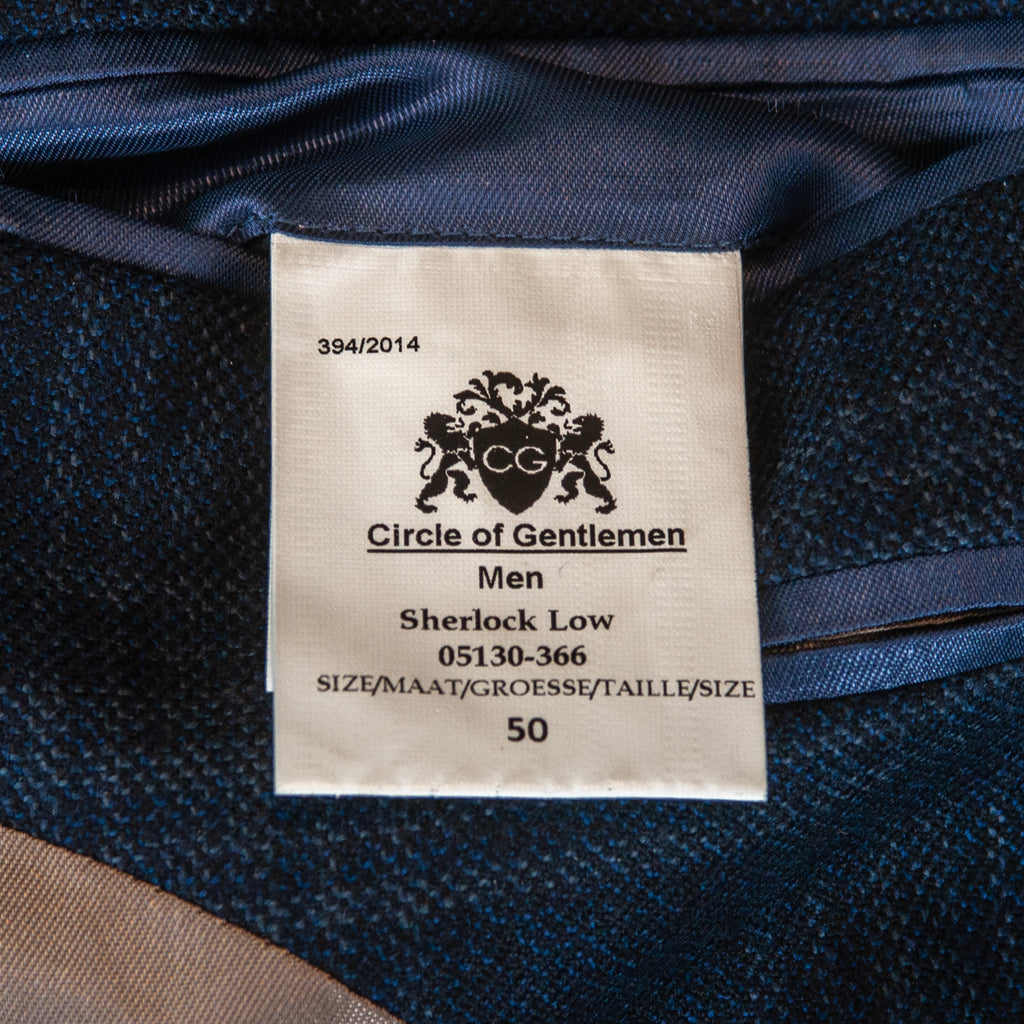 394/2014
CG
Circle of Gentlemen
Men
Sherlock Low
05130-366
SIZE/MAAT/GROESSE/TAILLE/SIZE
50